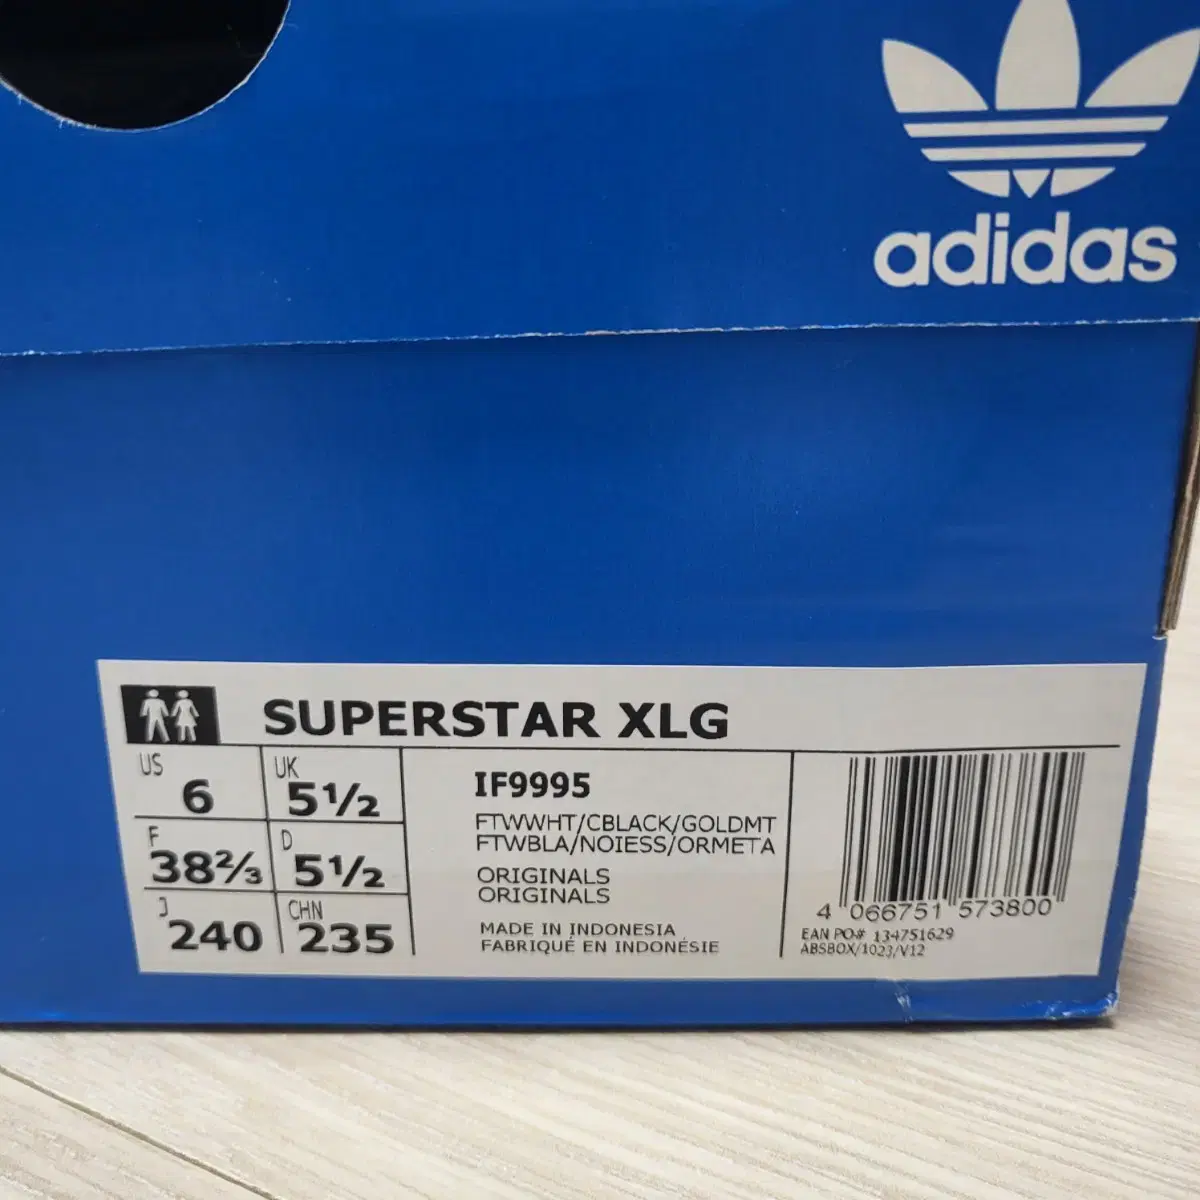 adidas
SUPERSTAR XLG
US 6 UK 5½
F 38⅔ D 5½
J 240 CHN 235
IF9995
FTWWHT/CBLACK/GOLDMT
FTWBLA/NOIESS/ORMETA
ORIGINALS
ORIGINALS
MADE IN INDONESIA
FABRIQUÉ EN INDONÉSIE
4 066751 573800
EAN PO# 134751629
ABSBOX/1023/V12